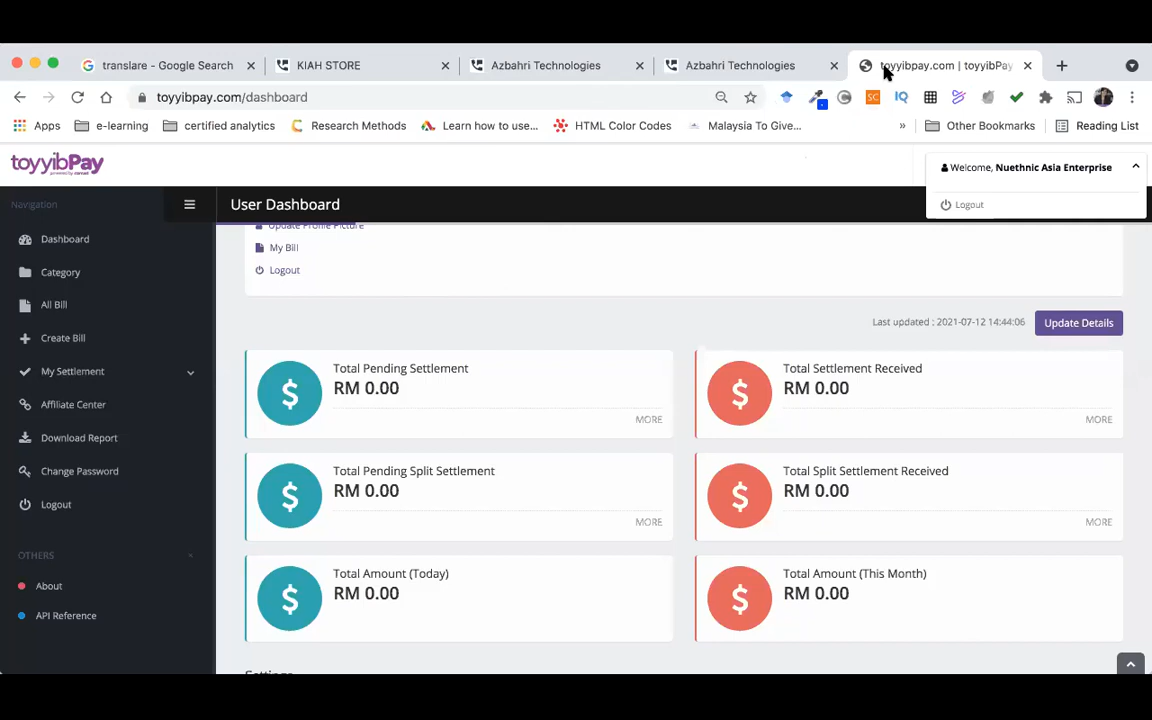 translare - Google Search
KIAH STORE
Azbahri Technologies
Azbahri Technologies
toyyibpay.com | toyyibPay
toyyibpay.com/dashboard
SC
IQ
Apps
e-learning
certified analytics
Research Methods
Learn how to use...
HTML Color Codes
Malaysia To Give...
»
Other Bookmarks
Reading List
toyyibPay
Welcome, Nuethnic Asia Enterprise
Logout
Navigation
User Dashboard
Dashboard
Category
All Bill
Create Bill
My Settlement
Affiliate Center
Download Report
Change Password
Logout
OTHERS
About
API Reference
Update Profile Picture
My Bill
Logout
Last updated : 2021-07-12 14:44:06
Update Details
Total Pending Settlement
RM 0.00
MORE
Total Settlement Received
RM 0.00
MORE
Total Pending Split Settlement
RM 0.00
MORE
Total Split Settlement Received
RM 0.00
MORE
Total Amount (Today)
RM 0.00
Total Amount (This Month)
RM 0.00
Settings